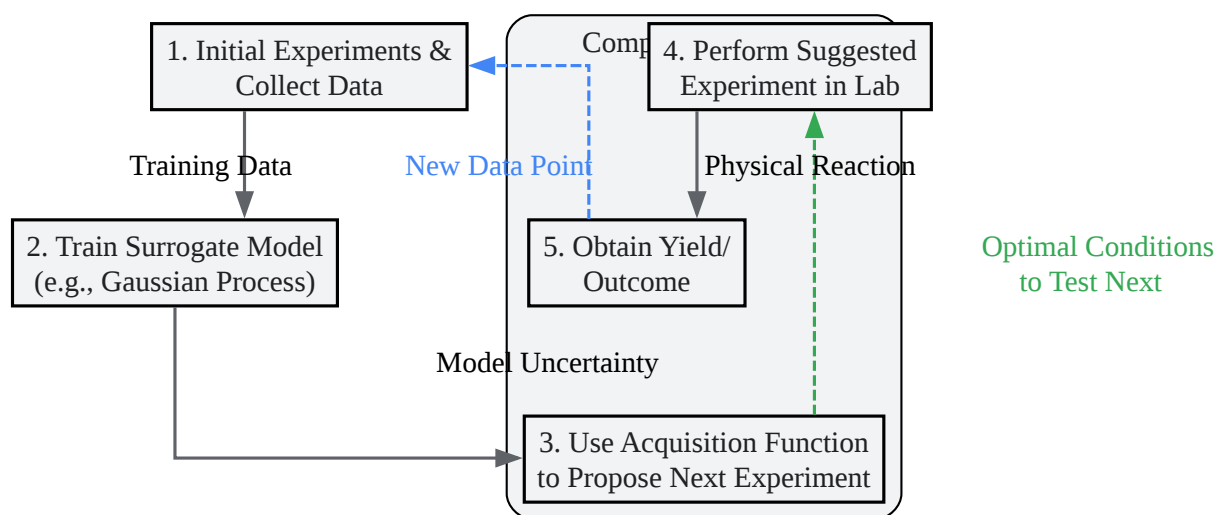 1. Initial Experiments &
Collect Data
4. Perform Suggested
Experiment in Lab
Training Data
New Data Point
Physical Reaction
2. Train Surrogate Model
(e.g., Gaussian Process)
5. Obtain Yield/
Outcome
Optimal Conditions
to Test Next
Model Uncertainty
3. Use Acquisition Function
to Propose Next Experiment